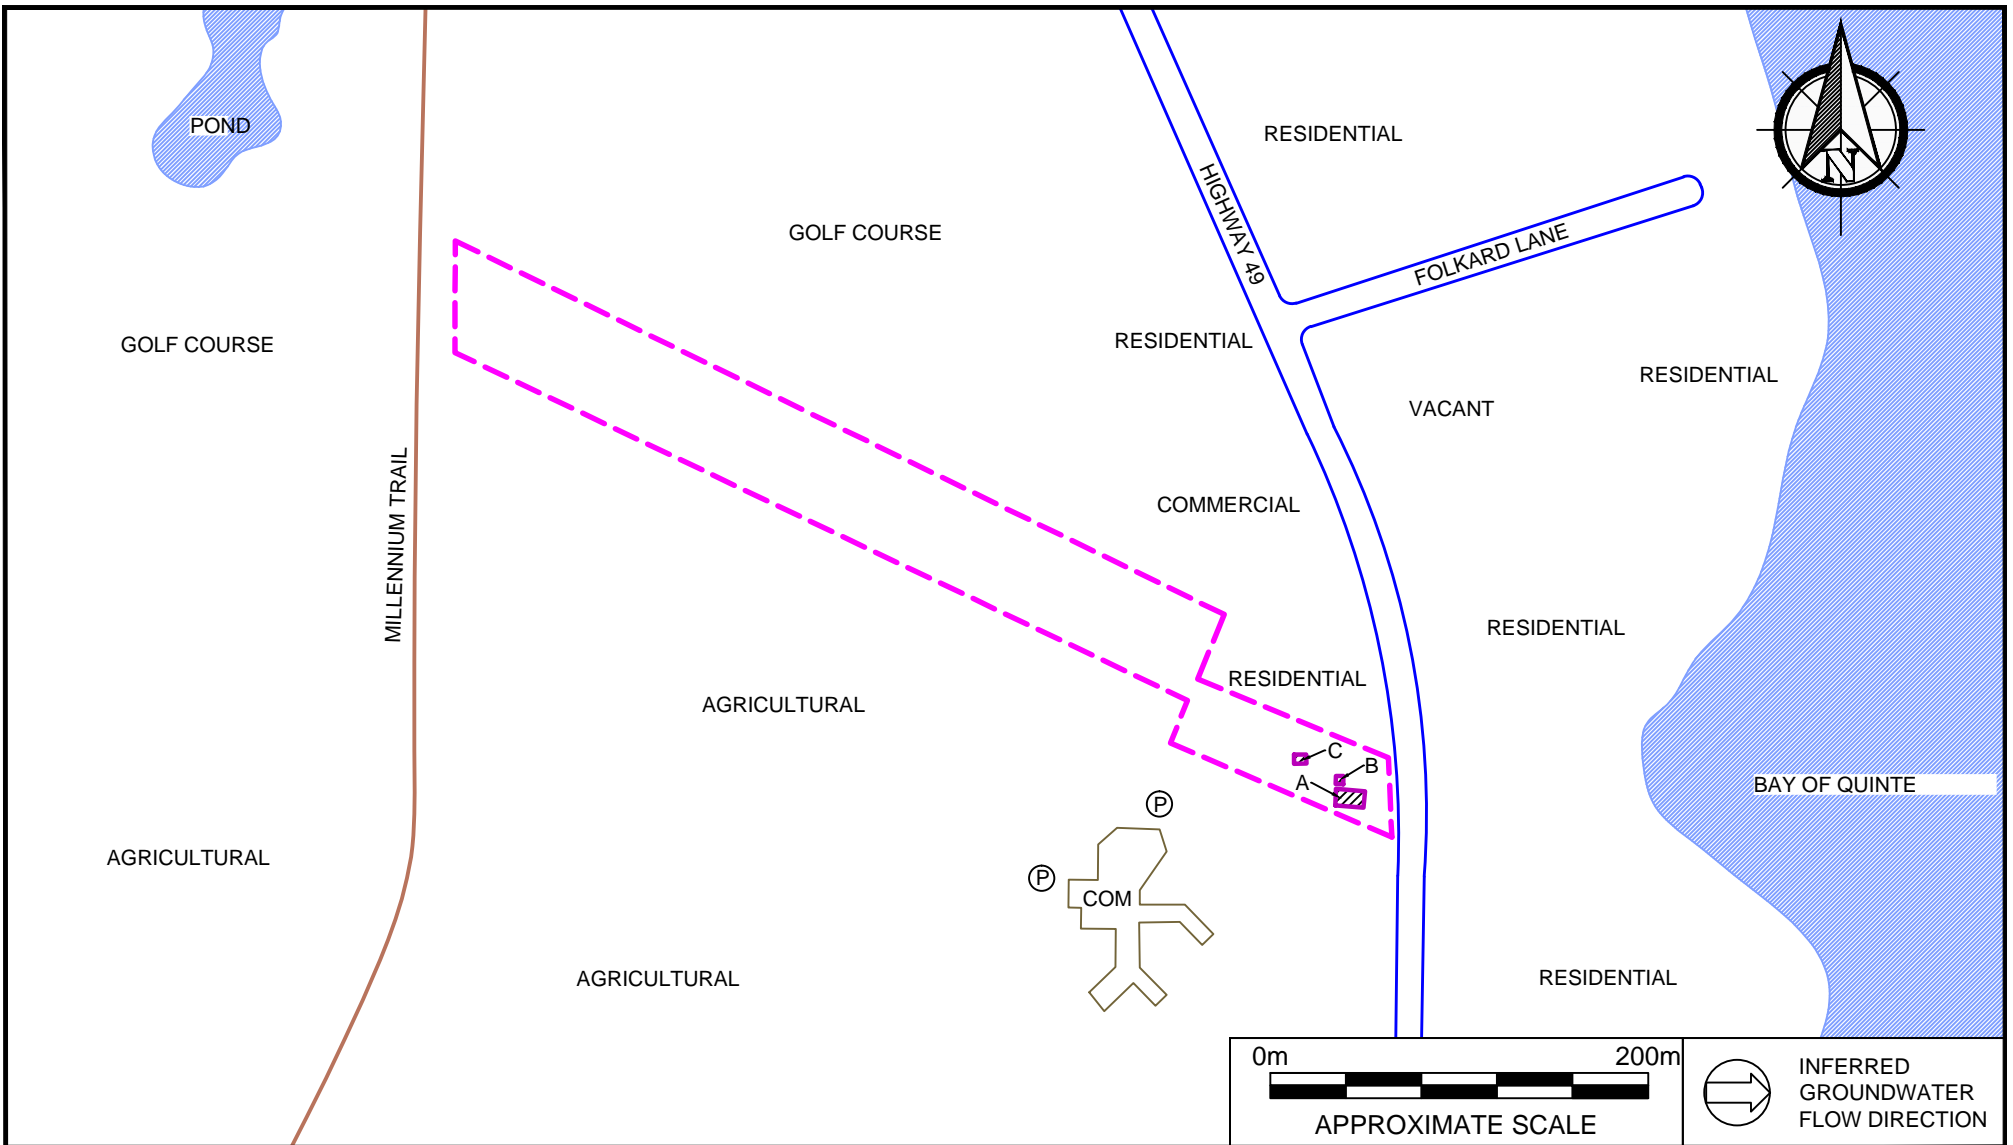 POND
RESIDENTIAL
N
HIGHWAY 49
GOLF COURSE
FOLKARD LANE
GOLF COURSE
RESIDENTIAL
RESIDENTIAL
VACANT
MILLENNIUM TRAIL
COMMERCIAL
RESIDENTIAL
RESIDENTIAL
AGRICULTURAL
C
B
A
BAY OF QUINTE
P
AGRICULTURAL
P
COM
AGRICULTURAL
RESIDENTIAL
0m 200m
APPROXIMATE SCALE
INFERRED
GROUNDWATER
FLOW DIRECTION